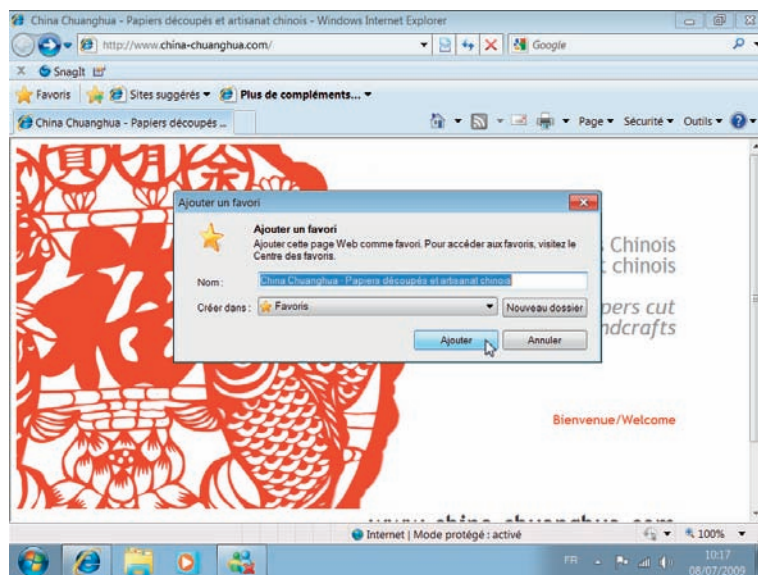 China Chuanghua - Papiers découpés et artisanat chinois - Windows Internet Explorer
http://www.china-chuanghua.com/
Google
X SnagIt
Favoris Sites suggérés Plus de compléments...
China Chuanghua - Papiers découpés ...
Page Sécurité Outils
Ajouter un favori
Ajouter un favori
Ajouter cette page Web comme favori. Pour accéder aux favoris, visitez le
Centre des favoris.
Nom : China Chuanghua - Papiers découpés et artisanat chinois
Créer dans : Favoris Nouveau dossier
Ajouter Annuler
Chinois
chinois
pers cut
ndcrafts
Bienvenue/Welcome
Internet | Mode protégé : activé 100%
FR 10:17
08/07/2009